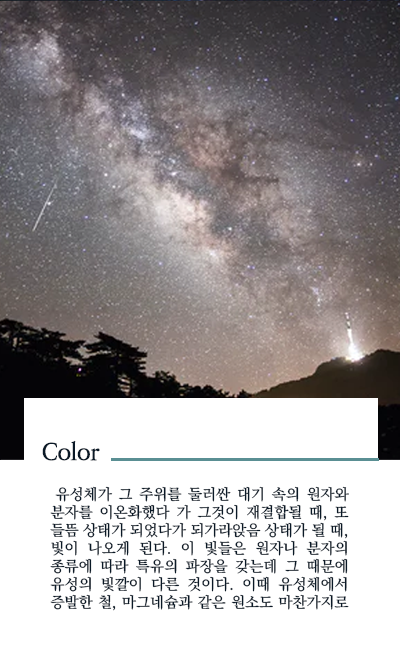 Color
유성체가 그 주위를 둘러싼 대기 속의 원자와
분자를 이온화했다 가 그것이 재결합될 때, 또
들뜸 상태가 되었다가 되가라앉음 상태가 될 때,
빛이 나오게 된다. 이 빛들은 원자나 분자의
종류에 따라 특유의 파장을 갖는데 그 때문에
유성의 빛깔이 다른 것이다. 이때 유성체에서
증발한 철, 마그네슘과 같은 원소도 마찬가지로